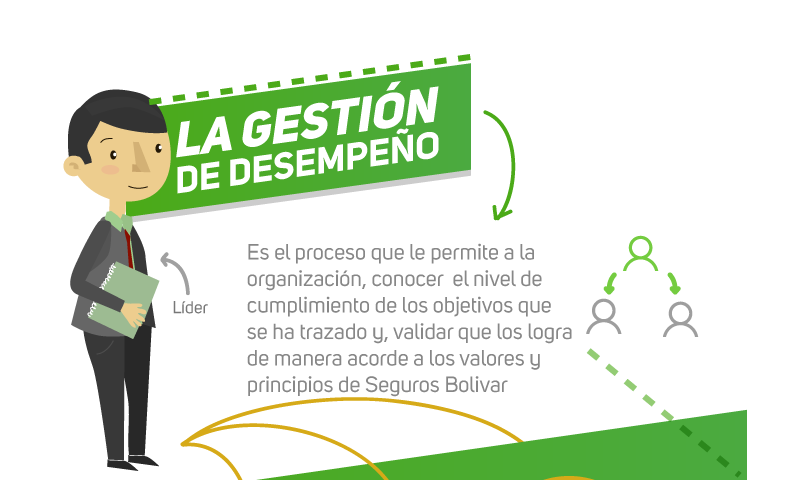 LA GESTIÓN
DE DESEMPEÑO
Es el proceso que le permite a la
organización, conocer el nivel de
cumplimiento de los objetivos que
se ha trazado y, validar que los logra
de manera acorde a los valores y
principios de Seguros Bolivar
Líder